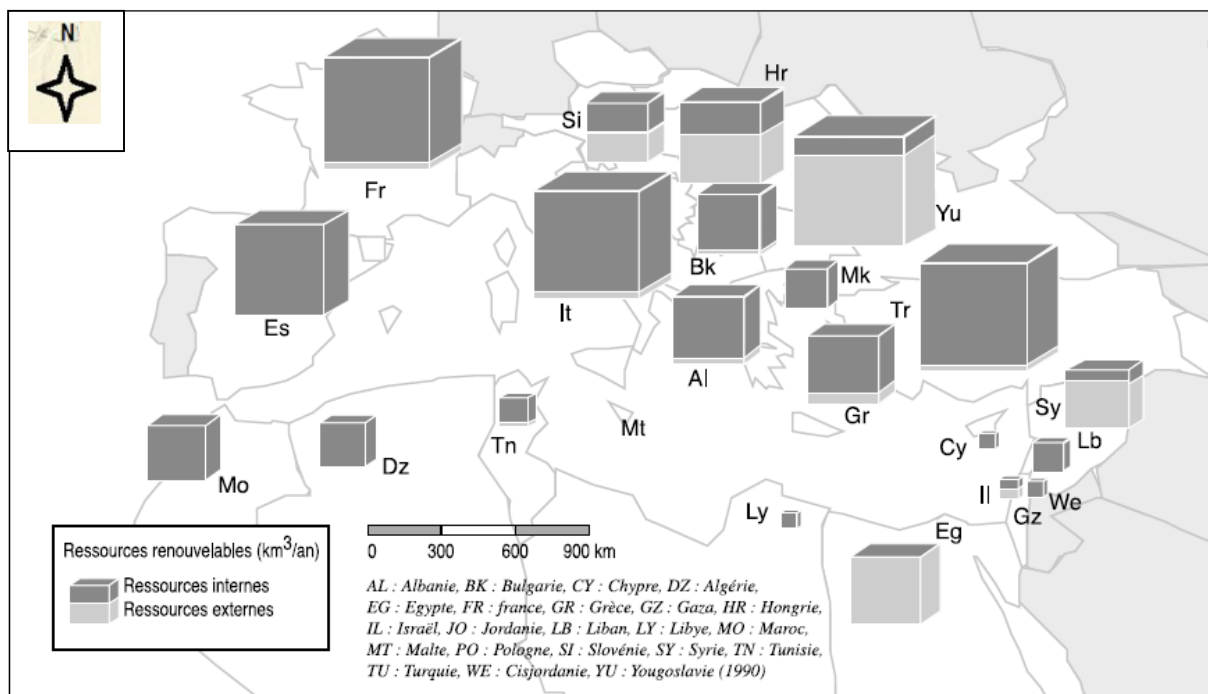 N
Hr
Si
Fr
Yu
Bk
Mk
Es
It
Tr
Al
Gr
Sy
Mt
Tn
Cy
Lb
Dz
Mo
Il
We
Ly
Gz
Eg
Ressources renouvelables (km³/an)
Ressources internes
Ressources externes
0 300 600 900 km
AL : Albanie, BK : Bulgarie, CY : Chypre, DZ : Algérie,
EG : Egypte, FR : france, GR : Grèce, GZ : Gaza, HR : Hongrie,
IL : Israël, JO : Jordanie, LB : Liban, LY : Libye, MO : Maroc,
MT : Malte, PO : Pologne, SI : Slovénie, SY : Syrie, TN : Tunisie,
TU : Turquie, WE : Cisjordanie, YU : Yougoslavie (1990)